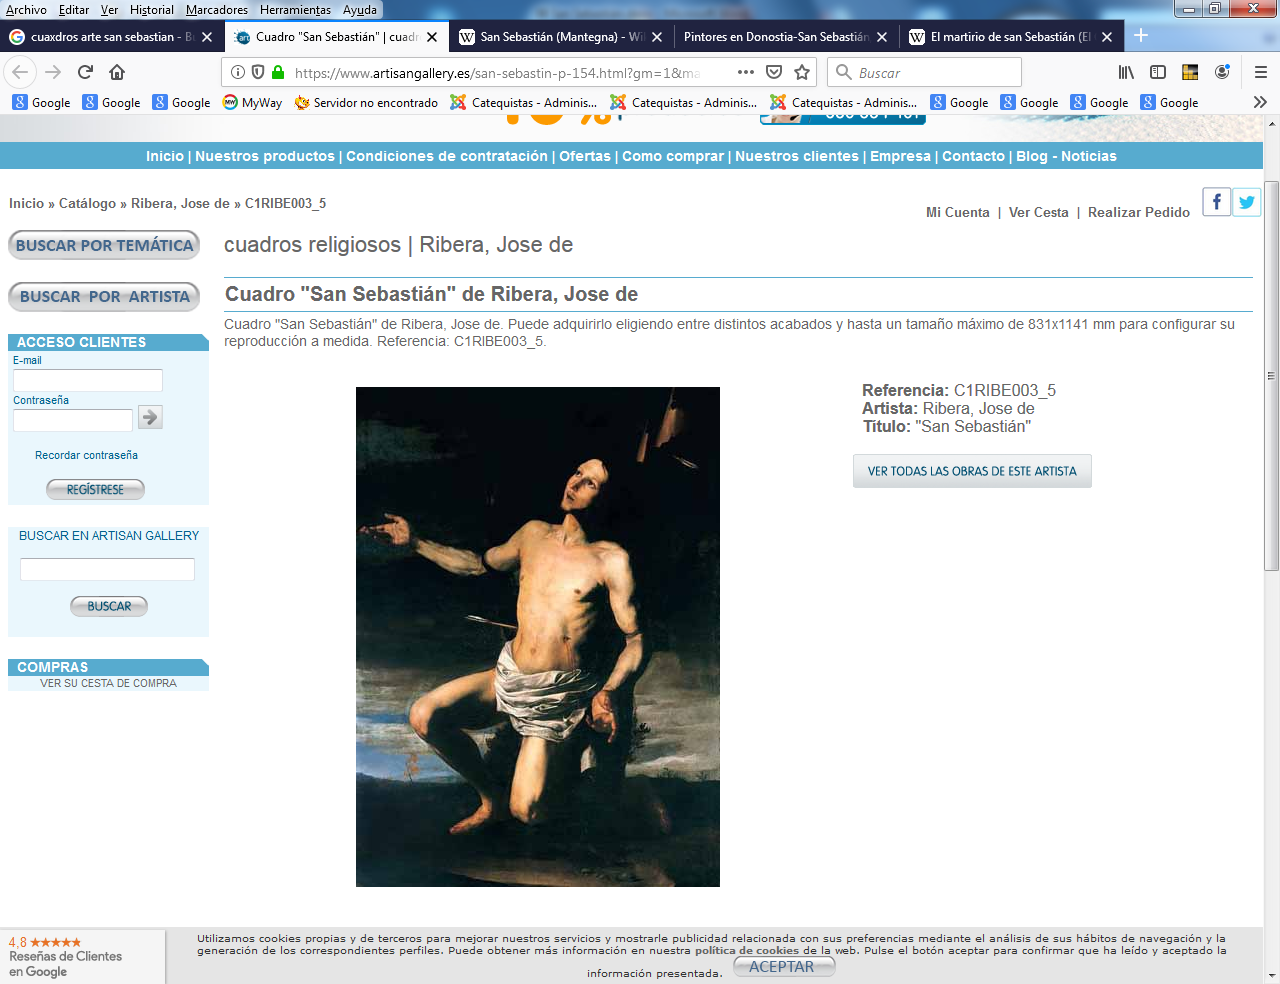 Archivo Editar Ver Historial Marcadores Herramientas Ayuda
cuaxdros arte san sebastian - Bu
Cuadro "San Sebastián" | cuadr
San Sebastián (Mantegna) - Wi
Pintores en Donostia-San Sebastián
El martirio de san Sebastián (El
https://www.artisangallery.es/san-sebastin-p-154.html?gm=1&ma
Buscar
Google Google Google MyWay Servidor no encontrado Catequistas - Adminis... Catequistas - Adminis... Catequistas - Adminis... Google Google Google Google
Inicio | Nuestros productos | Condiciones de contratación | Ofertas | Como comprar | Nuestros clientes | Empresa | Contacto | Blog - Noticias
Inicio » Catálogo » Ribera, Jose de » C1RIBE003_5
Mi Cuenta | Ver Cesta | Realizar Pedido
BUSCAR POR TEMÁTICA
BUSCAR POR ARTISTA
cuadros religiosos | Ribera, Jose de
Cuadro "San Sebastián" de Ribera, Jose de
Cuadro "San Sebastián" de Ribera, Jose de. Puede adquirirlo eligiendo entre distintos acabados y hasta un tamaño máximo de 831x1141 mm para configurar su
reproducción a medida. Referencia: C1RIBE003_5.
ACCESO CLIENTES
E-mail
Contraseña
Recordar contraseña
REGÍSTRESE
BUSCAR EN ARTISAN GALLERY
BUSCAR
COMPRAS
VER SU CESTA DE COMPRA
Referencia: C1RIBE003_5
Artista: Ribera, Jose de
Título: "San Sebastián"
VER TODAS LAS OBRAS DE ESTE ARTISTA
4,8
Reseñas de Clientes
en Google
Utilizamos cookies propias y de terceros para mejorar nuestros servicios y mostrarle publicidad relacionada con sus preferencias mediante el análisis de sus hábitos de navegación y la
generación de los correspondientes perfiles. Puede obtener más información en nuestra política de cookies de la web. Pulse el botón aceptar para confirmar que ha leído y aceptado la
información presentada. ACEPTAR